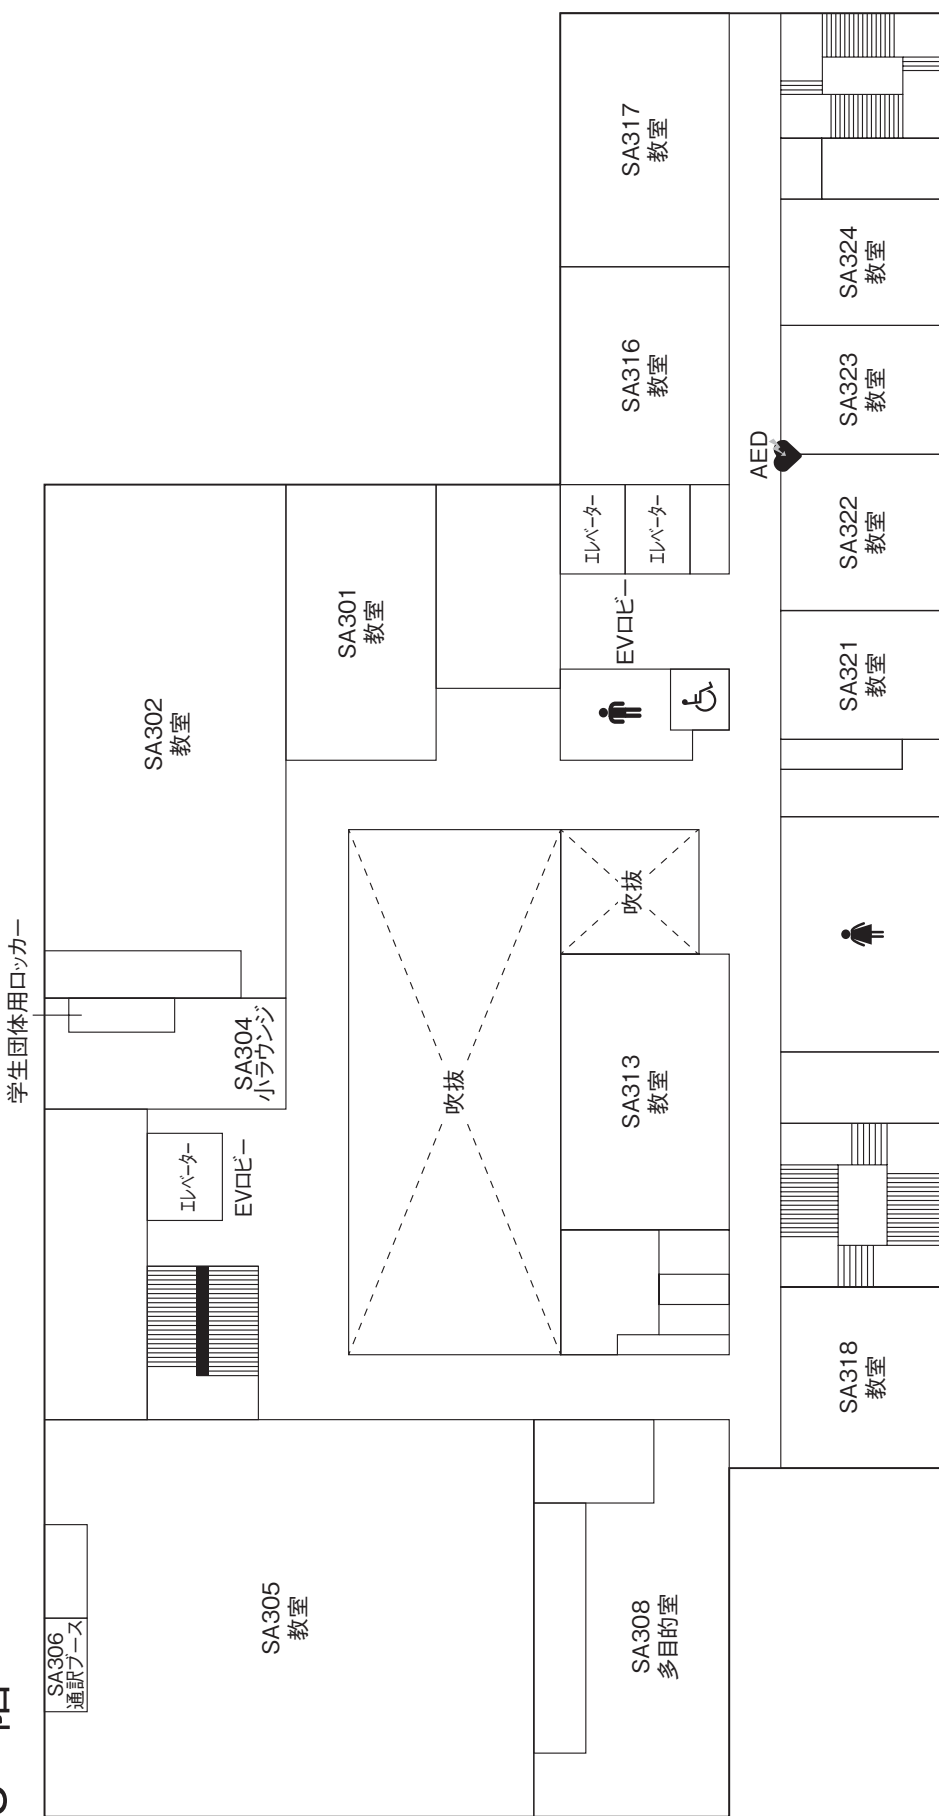 学生団体用ロッカー
SA306
通訳ブース
SA302
教室
エレベーター
EVロビー
SA304
小ラウンジ
SA305
教室
SA301
教室
吹抜
SA308
多目的室
SA313
教室
吹抜
EVロビー
エレベーター
エレベーター
SA316
教室
SA317
教室
AED
SA318
教室
SA321
教室
SA322
教室
SA323
教室
SA324
教室